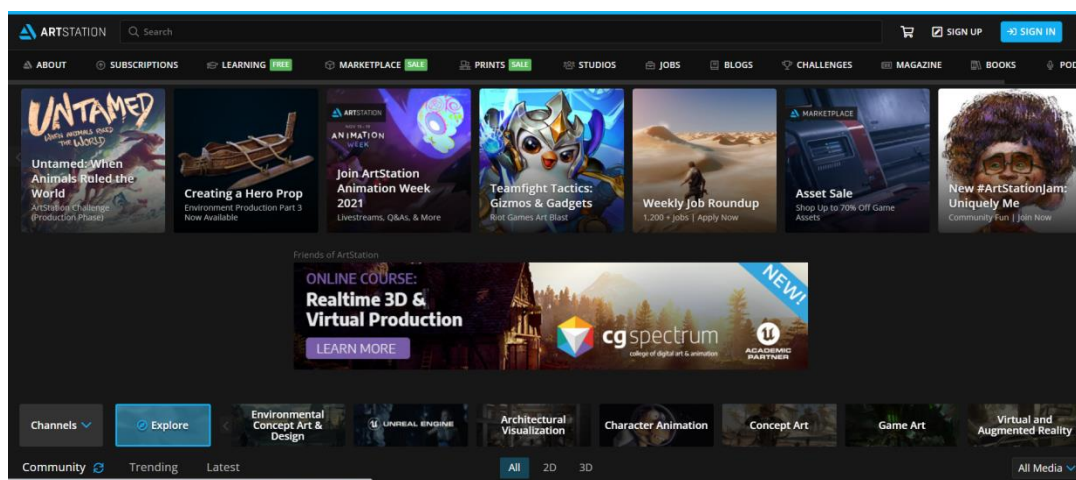 ARTSTATION
Search
SIGN UP
SIGN IN
ABOUT
SUBSCRIPTIONS
LEARNING FREE
MARKETPLACE SALE
PRINTS SALE
STUDIOS
JOBS
BLOGS
CHALLENGES
MAGAZINE
BOOKS
POD
UNTAMED
WHEN ANIMALS RULED
THE WORLD
Untamed: When
Animals Ruled the
World
ArtStation Challenge
(Production Phase)
Creating a Hero Prop
Environment Production Part 3
Now Available
ARTSTATION
ANIMATION
WEEK
Join ArtStation
Animation Week
2021
Livestreams, Q&As, & More
Teamfight Tactics:
Gizmos & Gadgets
Riot Games Art Blast
Weekly Job Roundup
1,200 + Jobs | Apply Now
MARKETPLACE
Asset Sale
Shop Up to 70% Off Game
Assets
New #ArtStationJam:
Uniquely Me
Community Fun | Join Now
Friends of ArtStation
ONLINE COURSE:
Realtime 3D &
Virtual Production
LEARN MORE
cg spectrum
college of digital art & animation
NEW!
ACADEMIC
PARTNER
Channels
Explore
Environmental
Concept Art &
Design
UNREAL ENGINE
Architectural
Visualization
Character Animation
Concept Art
Game Art
Virtual and
Augmented Reality
Community
Trending
Latest
All
2D
3D
All Media